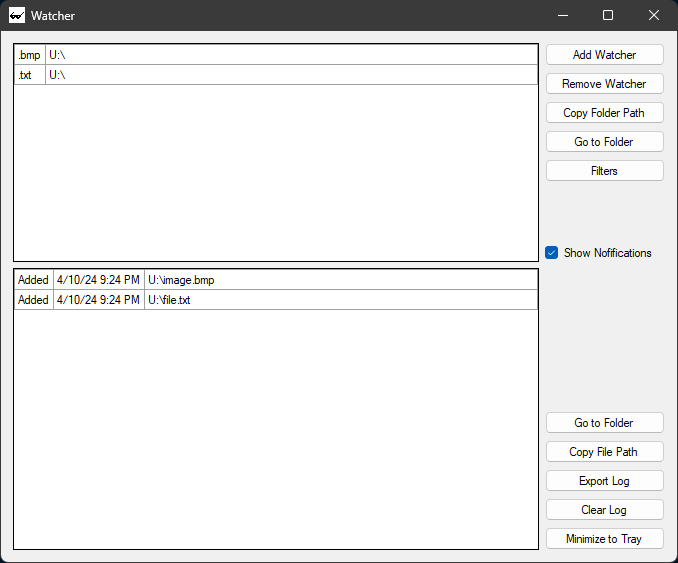 Watcher
.bmp U:\
.txt U:\
Add Watcher
Remove Watcher
Copy Folder Path
Go to Folder
Filters
Show Nofifications
Added 4/10/24 9:24 PM U:\image.bmp
Added 4/10/24 9:24 PM U:\file.txt
Go to Folder
Copy File Path
Export Log
Clear Log
Minimize to Tray